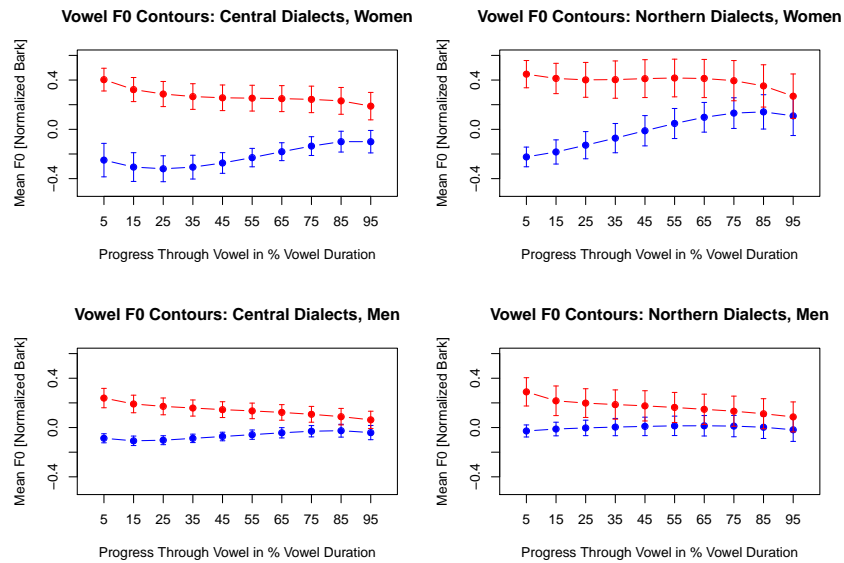 Vowel F0 Contours: Central Dialects, Women
Mean F0 [Normalized Bark]
0.4
0.0
−0.4
5 15 25 35 45 55 65 75 85 95
Progress Through Vowel in % Vowel Duration
Vowel F0 Contours: Northern Dialects, Women
Mean F0 [Normalized Bark]
0.4
0.0
−0.4
5 15 25 35 45 55 65 75 85 95
Progress Through Vowel in % Vowel Duration
Vowel F0 Contours: Central Dialects, Men
Mean F0 [Normalized Bark]
0.4
0.0
−0.4
5 15 25 35 45 55 65 75 85 95
Progress Through Vowel in % Vowel Duration
Vowel F0 Contours: Northern Dialects, Men
Mean F0 [Normalized Bark]
0.4
0.0
−0.4
5 15 25 35 45 55 65 75 85 95
Progress Through Vowel in % Vowel Duration